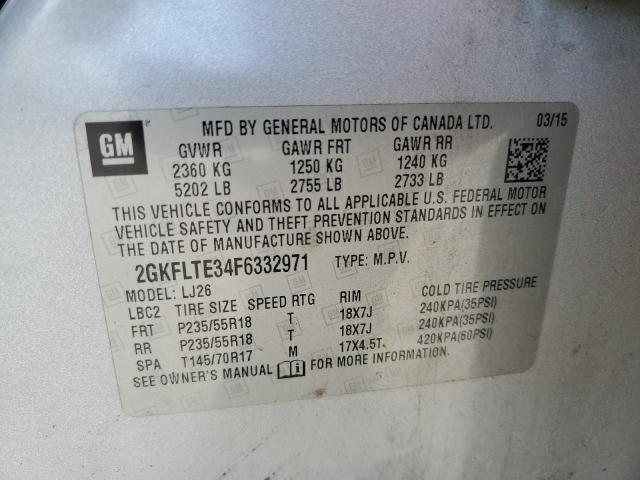 GM
MFD BY GENERAL MOTORS OF CANADA LTD. 03/15
GVWR GAWR FRT GAWR RR
2360 KG 1250 KG 1240 KG
5202 LB 2755 LB 2733 LB
THIS VEHICLE CONFORMS TO ALL APPLICABLE U.S. FEDERAL MOTOR
VEHICLE SAFETY AND THEFT PREVENTION STANDARDS IN EFFECT ON
THE DATE OF MANUFACTURE SHOWN ABOVE.
2GKFLTE34F6332971 TYPE: M.P.V.
MODEL: LJ26
LBC2 TIRE SIZE SPEED RTG RIM COLD TIRE PRESSURE
FRT P235/55R18 T 18X7J 240KPA(35PSI)
RR P235/55R18 T 18X7J 240KPA(35PSI)
SPA T145/70R17 M 17X4.5T 420KPA(60PSI)
SEE OWNER'S MANUAL FOR MORE INFORMATION.